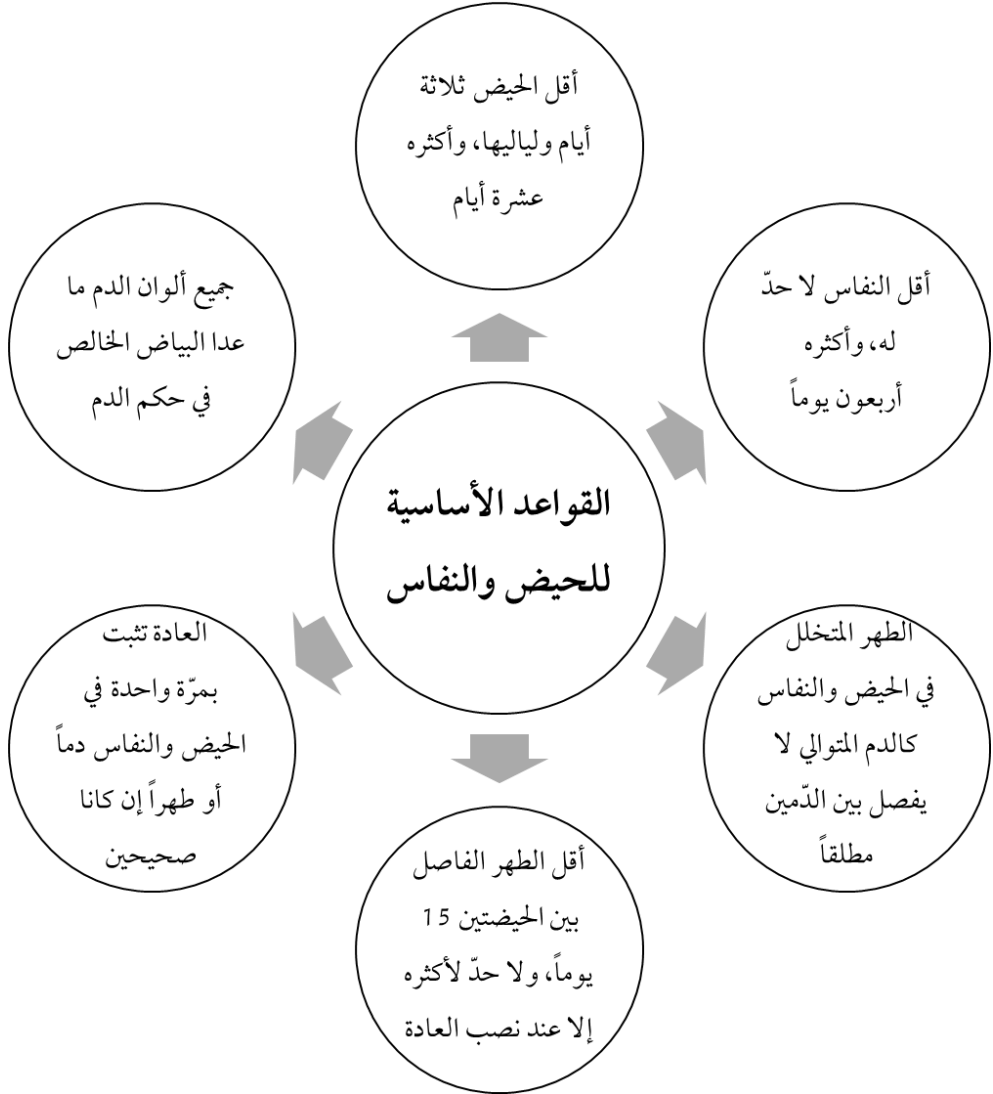 القواعد الأساسية
للحيض والنفاس
أقل الحيض ثلاثة
أيام ولياليها، وأكثره
عشرة أيام
أقل النفاس لا حدّ
له، وأكثره
أربعون يوماً
الطهر المتخلل
في الحيض والنفاس
كالدم المتوالي لا
يفصل بين الدّمين
مطلقاً
أقل الطهر الفاصل
بين الحيضتين 15
يوماً، ولا حدّ لأكثره
إلا عند نصب العادة
العادة تثبت
بمرّة واحدة في
الحيض والنفاس دماً
أو طهراً إن كانا
صحيحين
جميع ألوان الدم ما
عدا البياض الخالص
في حكم الدم